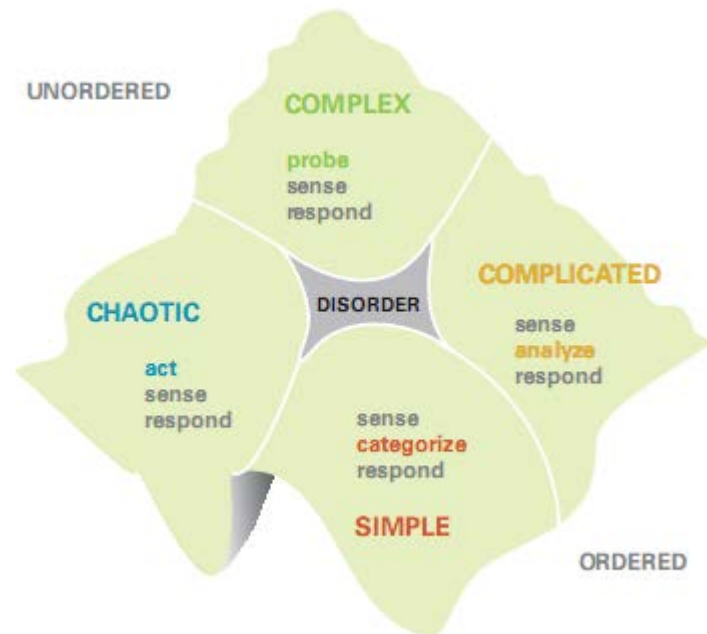 UNORDERED
COMPLEX
probe
sense
respond
COMPLICATED
sense
analyze
respond
DISORDER
CHAOTIC
act
sense
respond
sense
categorize
respond
SIMPLE
ORDERED